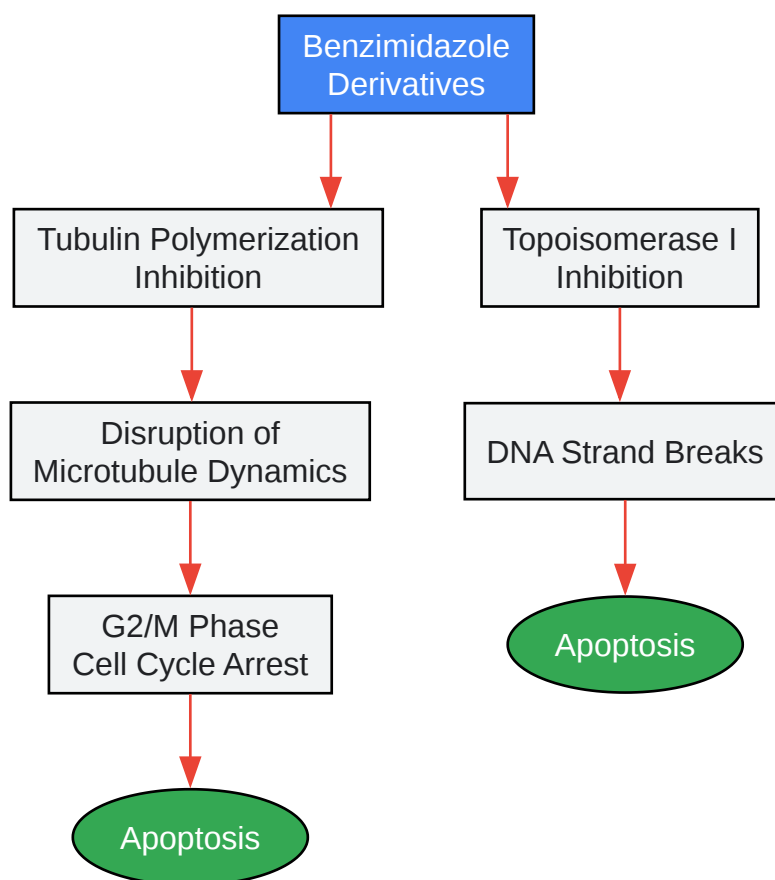 Benzimidazole
Derivatives
Tubulin Polymerization
Inhibition
Topoisomerase I
Inhibition
Disruption of
Microtubule Dynamics
DNA Strand Breaks
G2/M Phase
Cell Cycle Arrest
Apoptosis
Apoptosis